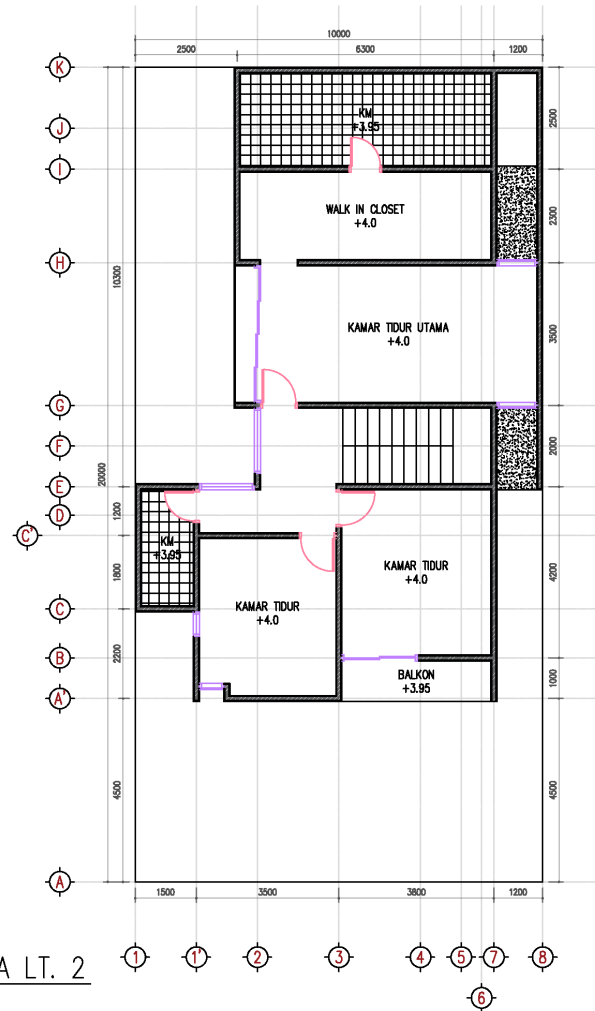 10000
2500
6300
1200
K
J
I
H
G
F
E
D
C'
C
B
A'
A
KM
+3.95
WALK IN CLOSET
+4.0
KAMAR TIDUR UTAMA
+4.0
KM
+3.95
KAMAR TIDUR
+4.0
KAMAR TIDUR
+4.0
BALKON
+3.95
10300
20000
1200
1800
2200
4500
2500
2300
3500
2000
4200
1000
4500
1500
3500
3800
1200
1
1'
2
3
4
5
6
7
8
A LT. 2